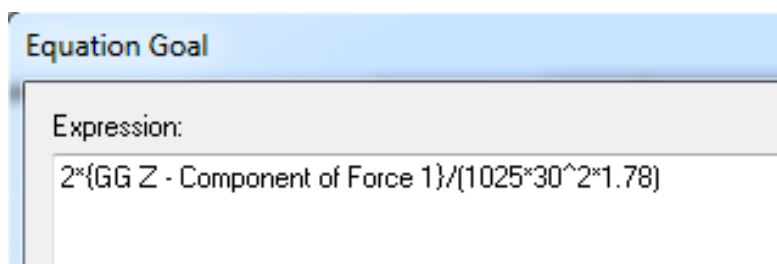 Equation Goal
Expression:
2*{GG Z - Component of Force 1}/(1025*30^2*1.78)